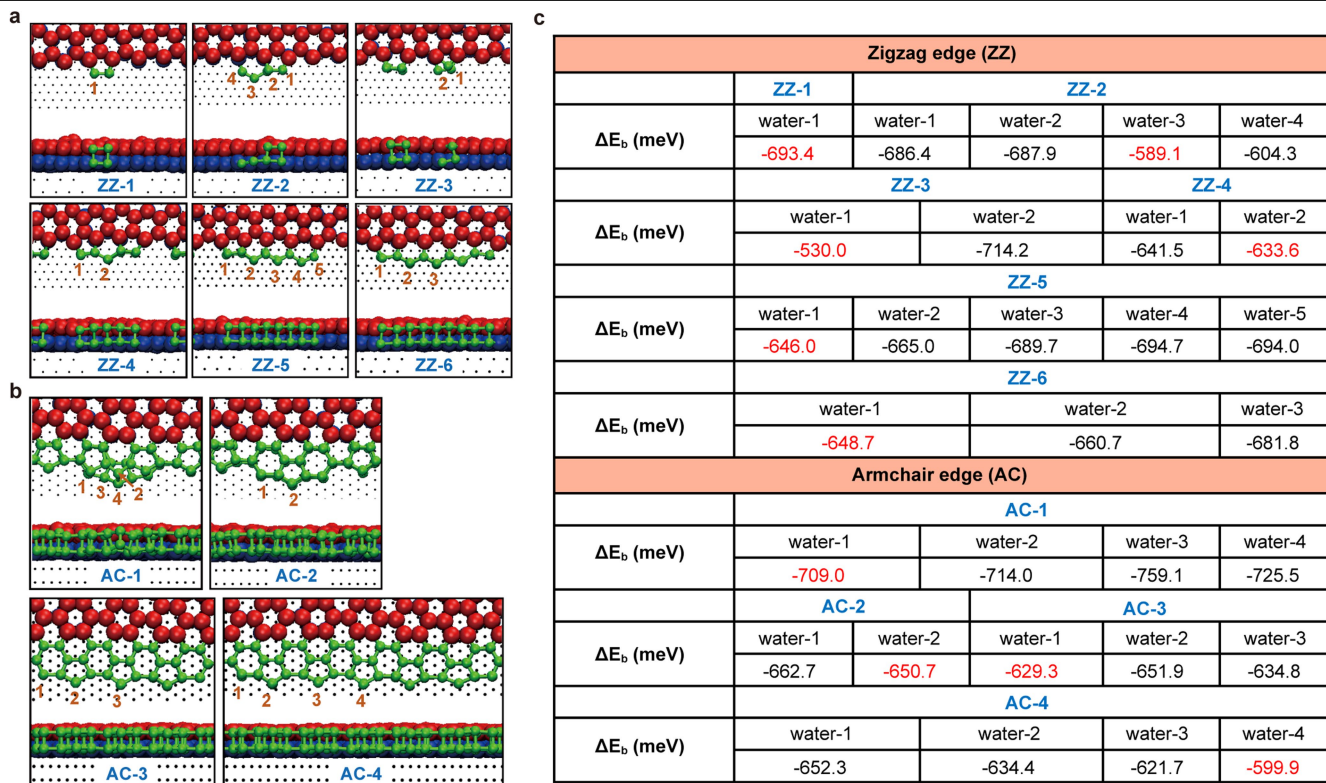 a
1
4
3
2
1
2
1
ZZ-1
ZZ-2
ZZ-3
1
2
1
2
3
4
5
1
2
3
ZZ-4
ZZ-5
ZZ-6
b
1
3
4
2
1
2
AC-1
AC-2
1
2
3
1
2
3
4
AC-3
AC-4
c
Zigzag edge (ZZ)
ZZ-1 ZZ-2
ΔE_b (meV) water-1 water-1 water-2 water-3 water-4
-693.4 -686.4 -687.9 -589.1 -604.3
ZZ-3 ZZ-4
ΔE_b (meV) water-1 water-2 water-1 water-2
-530.0 -714.2 -641.5 -633.6
ZZ-5
ΔE_b (meV) water-1 water-2 water-3 water-4 water-5
-646.0 -665.0 -689.7 -694.7 -694.0
ZZ-6
ΔE_b (meV) water-1 water-2 water-3
-648.7 -660.7 -681.8
Armchair edge (AC)
AC-1
ΔE_b (meV) water-1 water-2 water-3 water-4
-709.0 -714.0 -759.1 -725.5
AC-2 AC-3
ΔE_b (meV) water-1 water-2 water-1 water-2 water-3
-662.7 -650.7 -629.3 -651.9 -634.8
AC-4
ΔE_b (meV) water-1 water-2 water-3 water-4
-652.3 -634.4 -621.7 -599.9